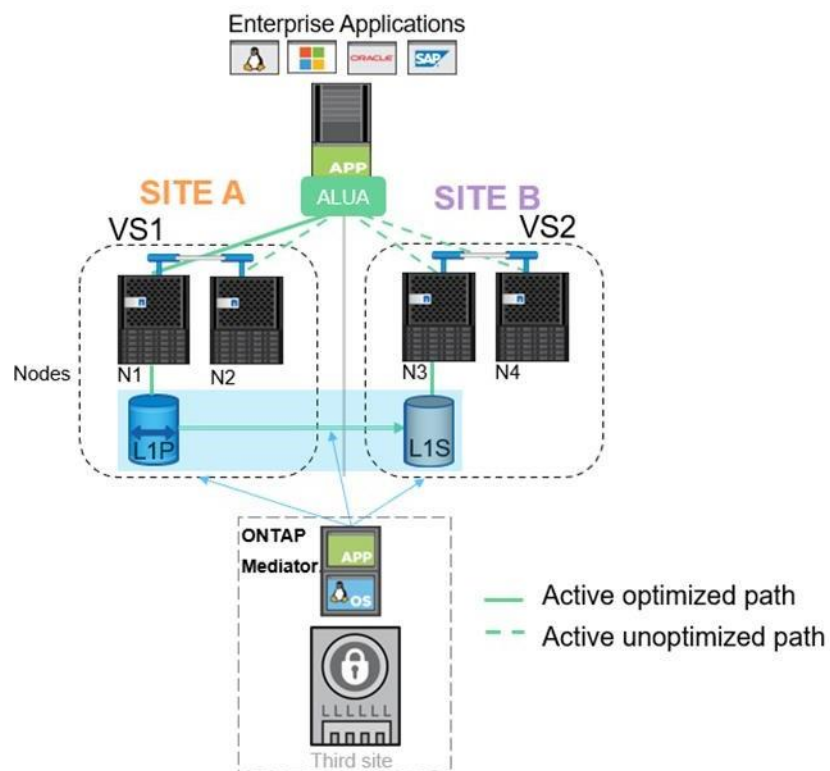 Enterprise Applications
ORACLE
SAP
APP
ALUA
SITE A
SITE B
VS1
VS2
N1
N2
N3
N4
Nodes
L1P
L1S
ONTAP
Mediator
APP
OS
LLLLLL
Third site
Active optimized path
Active unoptimized path